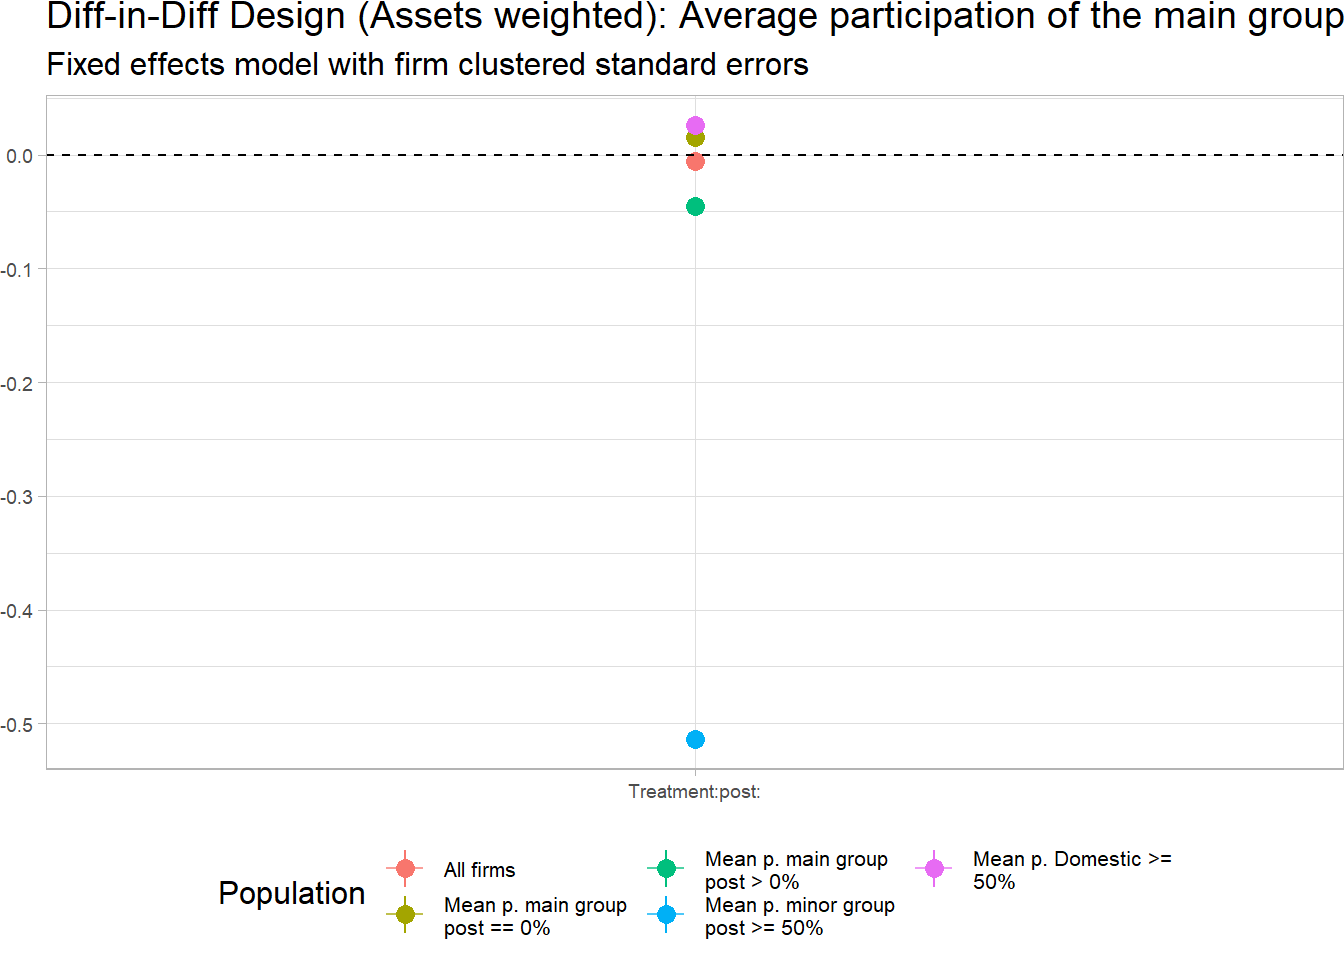 Diff-in-Diff Design (Assets weighted): Average participation of the main group
Fixed effects model with firm clustered standard errors
0.0
-0.1
-0.2
-0.3
-0.4
-0.5
Treatment:post:
Population
All firms
Mean p. main group
post == 0%
Mean p. main group
post > 0%
Mean p. minor group
post >= 50%
Mean p. Domestic >=
50%